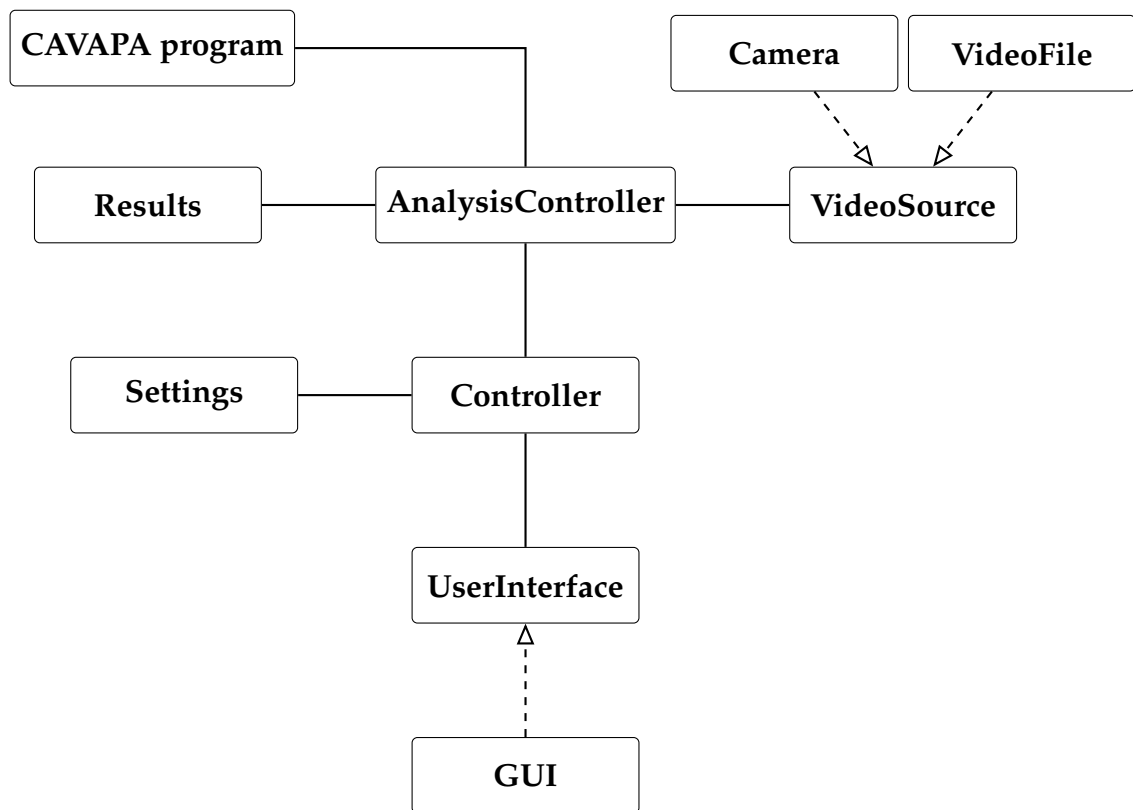 CAVAPA program
Camera
VideoFile
Results
AnalysisController
VideoSource
Settings
Controller
UserInterface
GUI